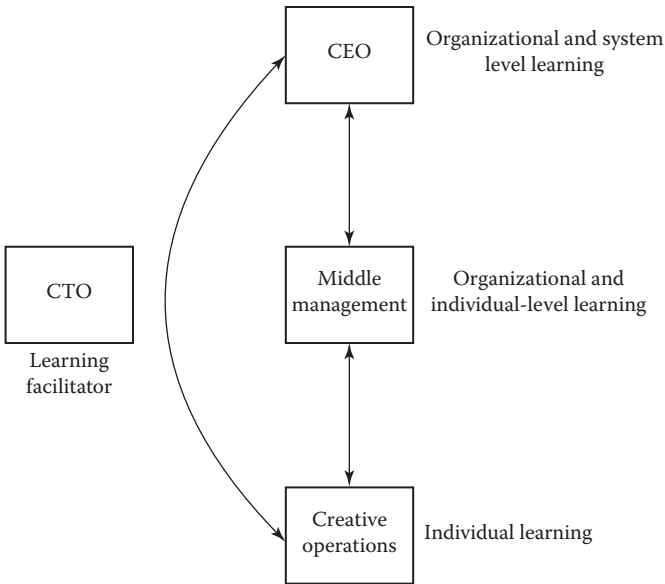 CEO
Organizational and system
level learning
CTO
Learning
facilitator
Middle
management
Organizational and
individual-level learning
Creative
operations
Individual learning